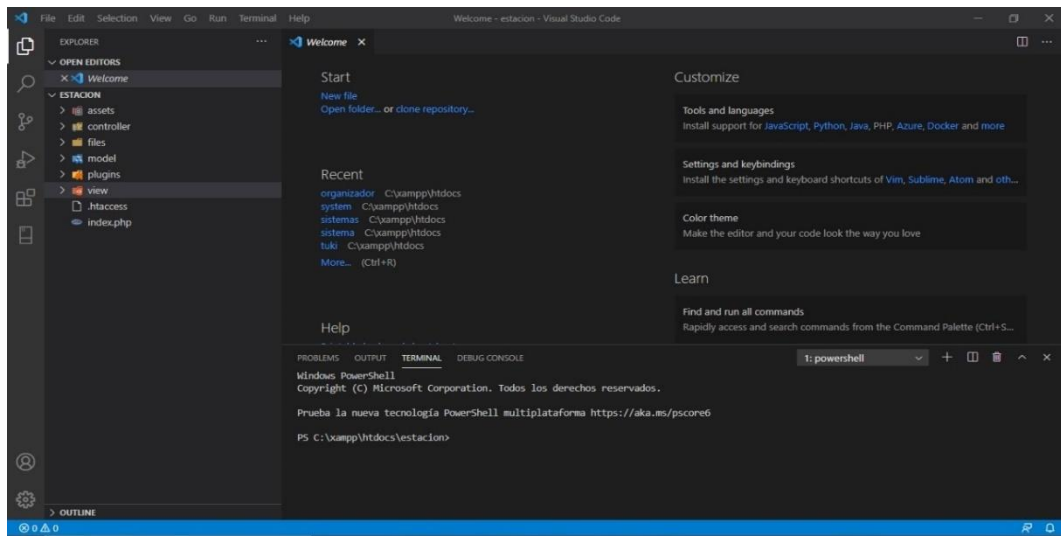 File Edit Selection View Go Run Terminal Help
Welcome - estacion - Visual Studio Code
EXPLORER
OPEN EDITORS
Welcome
ESTACION
assets
controller
files
model
plugins
view
.htaccess
index.php
OUTLINE
Welcome
Start
New file
Open folder... or clone repository...
Recent
organizador C:\xampp\htdocs
system C:\xampp\htdocs
sistemas C:\xampp\htdocs
sistema C:\xampp\htdocs
tuki C:\xampp\htdocs
More... (Ctrl+R)
Help
Customize
Tools and languages
Install support for JavaScript, Python, Java, PHP, Azure, Docker and more
Settings and keybindings
Install the settings and keyboard shortcuts of Vim, Sublime, Atom and oth...
Color theme
Make the editor and your code look the way you love
Learn
Find and run all commands
Rapidly access and search commands from the Command Palette (Ctrl+S...
PROBLEMS OUTPUT TERMINAL DEBUG CONSOLE
1: powershell
Windows PowerShell
Copyright (C) Microsoft Corporation. Todos los derechos reservados.
Prueba la nueva tecnología PowerShell multiplataforma https://aka.ms/pscore6
PS C:\xampp\htdocs\estacion>
0 0